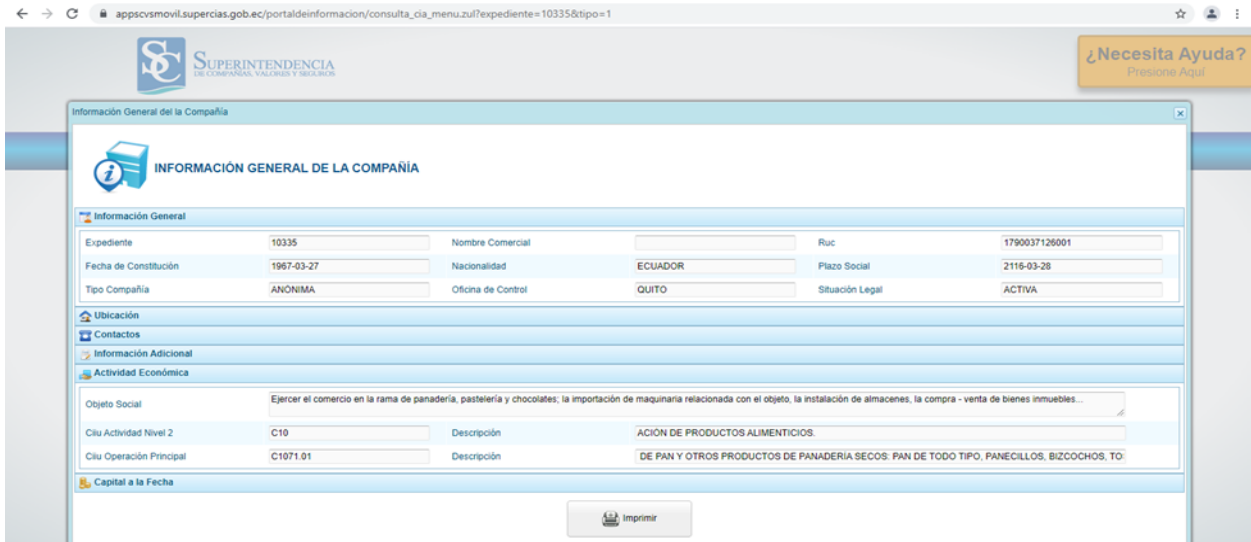 appscvsmovil.supercias.gob.ec/portaldeinformacion/consulta_cia_menu.zul?expediente=10335&tipo=1
SUPERINTENDENCIA
DE COMPAÑIAS, VALORES Y SEGUROS
¿Necesita Ayuda?
Presione Aquí
Información General del la Compañía
INFORMACIÓN GENERAL DE LA COMPAÑÍA
Información General
Expediente 10335 Nombre Comercial Ruc 1790037126001
Fecha de Constitución 1967-03-27 Nacionalidad ECUADOR Plazo Social 2116-03-28
Tipo Compañía ANÓNIMA Oficina de Control QUITO Situación Legal ACTIVA
Ubicación
Contactos
Información Adicional
Actividad Económica
Objeto Social Ejercer el comercio en la rama de panadería, pastelería y chocolates; la importación de maquinaria relacionada con el objeto, la instalación de almacenes, la compra - venta de bienes inmuebles...
Ciiu Actividad Nivel 2 C10 Descripción ACIÓN DE PRODUCTOS ALIMENTICIOS.
Ciiu Operación Principal C1071.01 Descripción DE PAN Y OTROS PRODUCTOS DE PANADERÍA SECOS: PAN DE TODO TIPO, PANECILLOS, BIZCOCHOS, TO
Capital a la Fecha
Imprimir